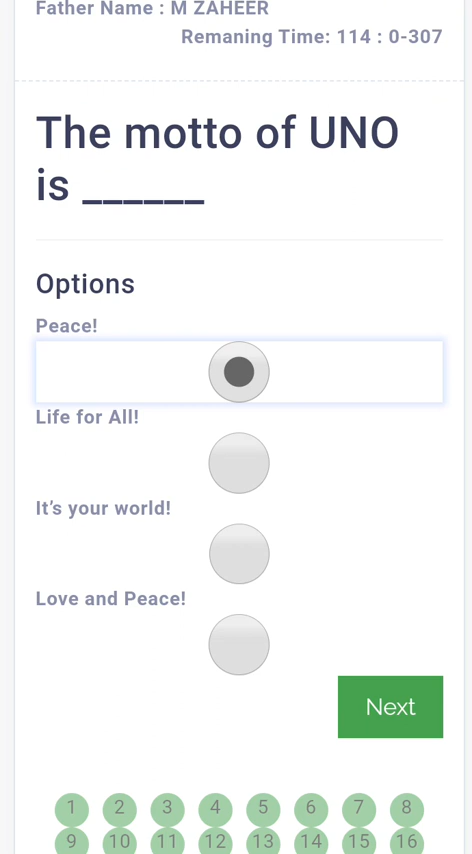 Father Name : M ZAHEER
Remaning Time: 114 : 0-307
The motto of UNO
is ______
Options
Peace!
Life for All!
It’s your world!
Love and Peace!
Next
1 2 3 4 5 6 7 8
9 10 11 12 13 14 15 16